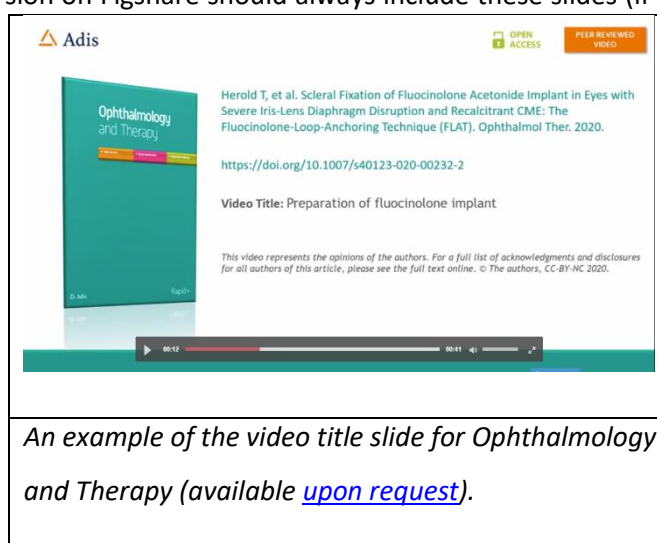 sion on Figshare should always include these slides (if
Adis
OPEN
ACCESS
PEER REVIEWED
VIDEO
Ophthalmology
and Therapy
Adis
Rapid+
Herold T, et al. Scleral Fixation of Fluocinolone Acetonide Implant in Eyes with
Severe Iris-Lens Diaphragm Disruption and Recalcitrant CME: The
Fluocinolone-Loop-Anchoring Technique (FLAT). Ophthalmol Ther. 2020.
https://doi.org/10.1007/s40123-020-00232-2
Video Title: Preparation of fluocinolone implant
This video represents the opinions of the authors. For a full list of acknowledgments and disclosures
for all authors of this article, please see the full text online. © The authors, CC-BY-NC 2020.
00:12
00:41
An example of the video title slide for Ophthalmology
and Therapy (available upon request).